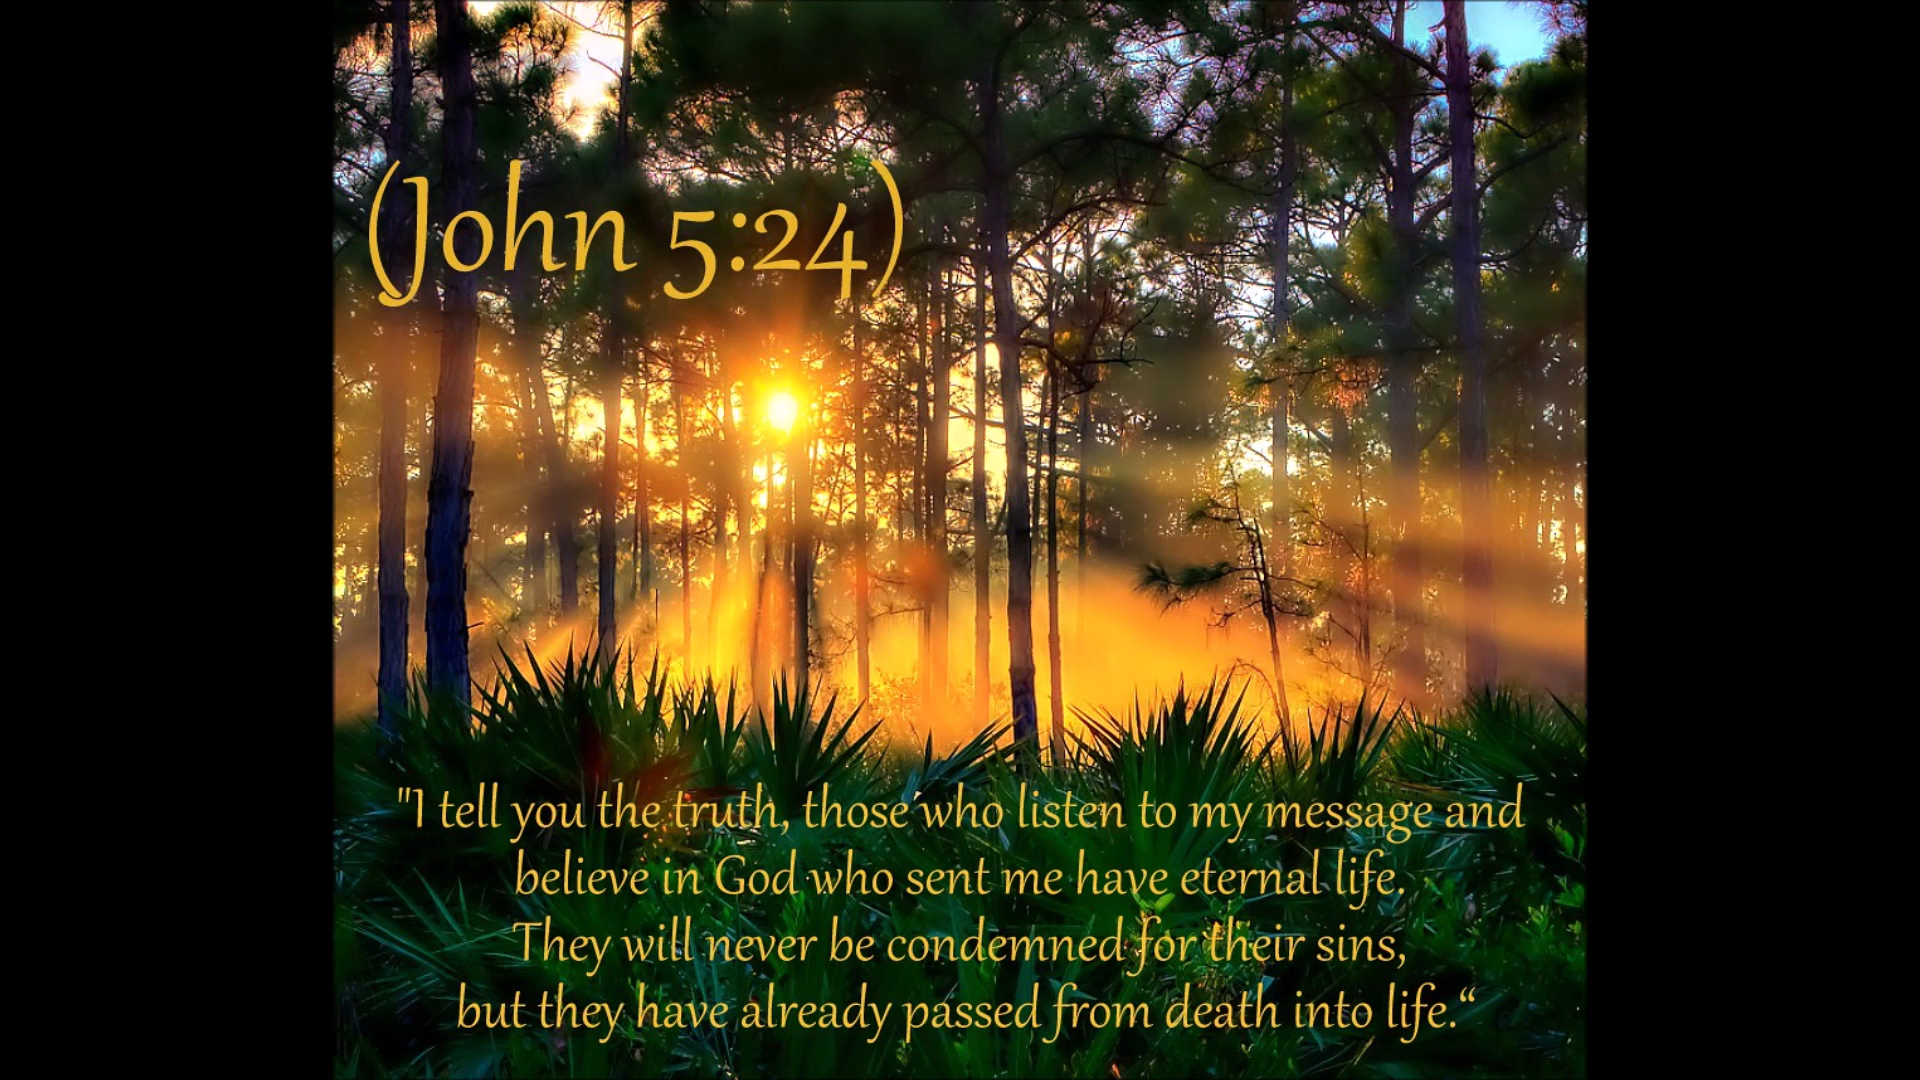 (John 5:24)
"I tell you the truth, those who listen to my message and
believe in God who sent me have eternal life.
They will never be condemned for their sins,
but they have already passed from death into life.“